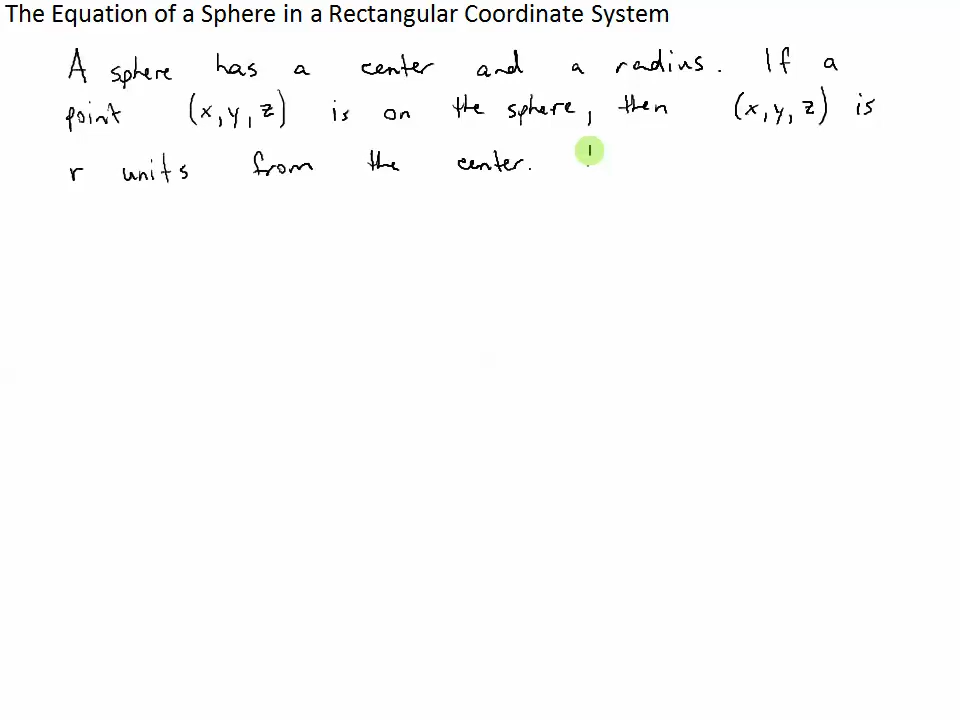 The Equation of a Sphere in a Rectangular Coordinate System
A sphere has a center and a radius. If a
point (x, y, z) is on the sphere, then (x, y, z) is
r units from the center.